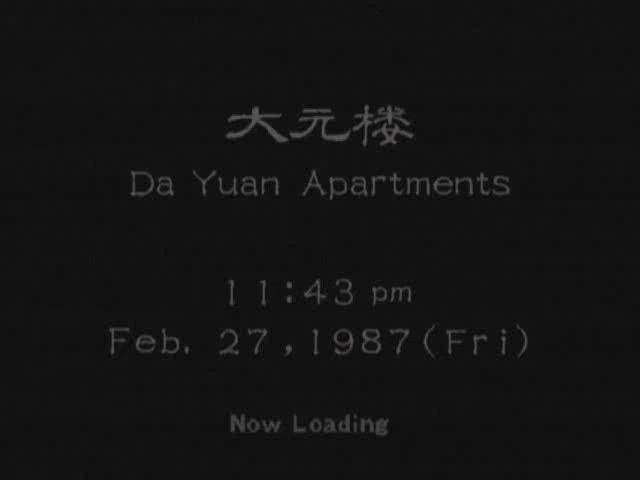 大元楼
Da Yuan Apartments
11:43 pm
Feb. 27,1987(Fri)
Now Loading